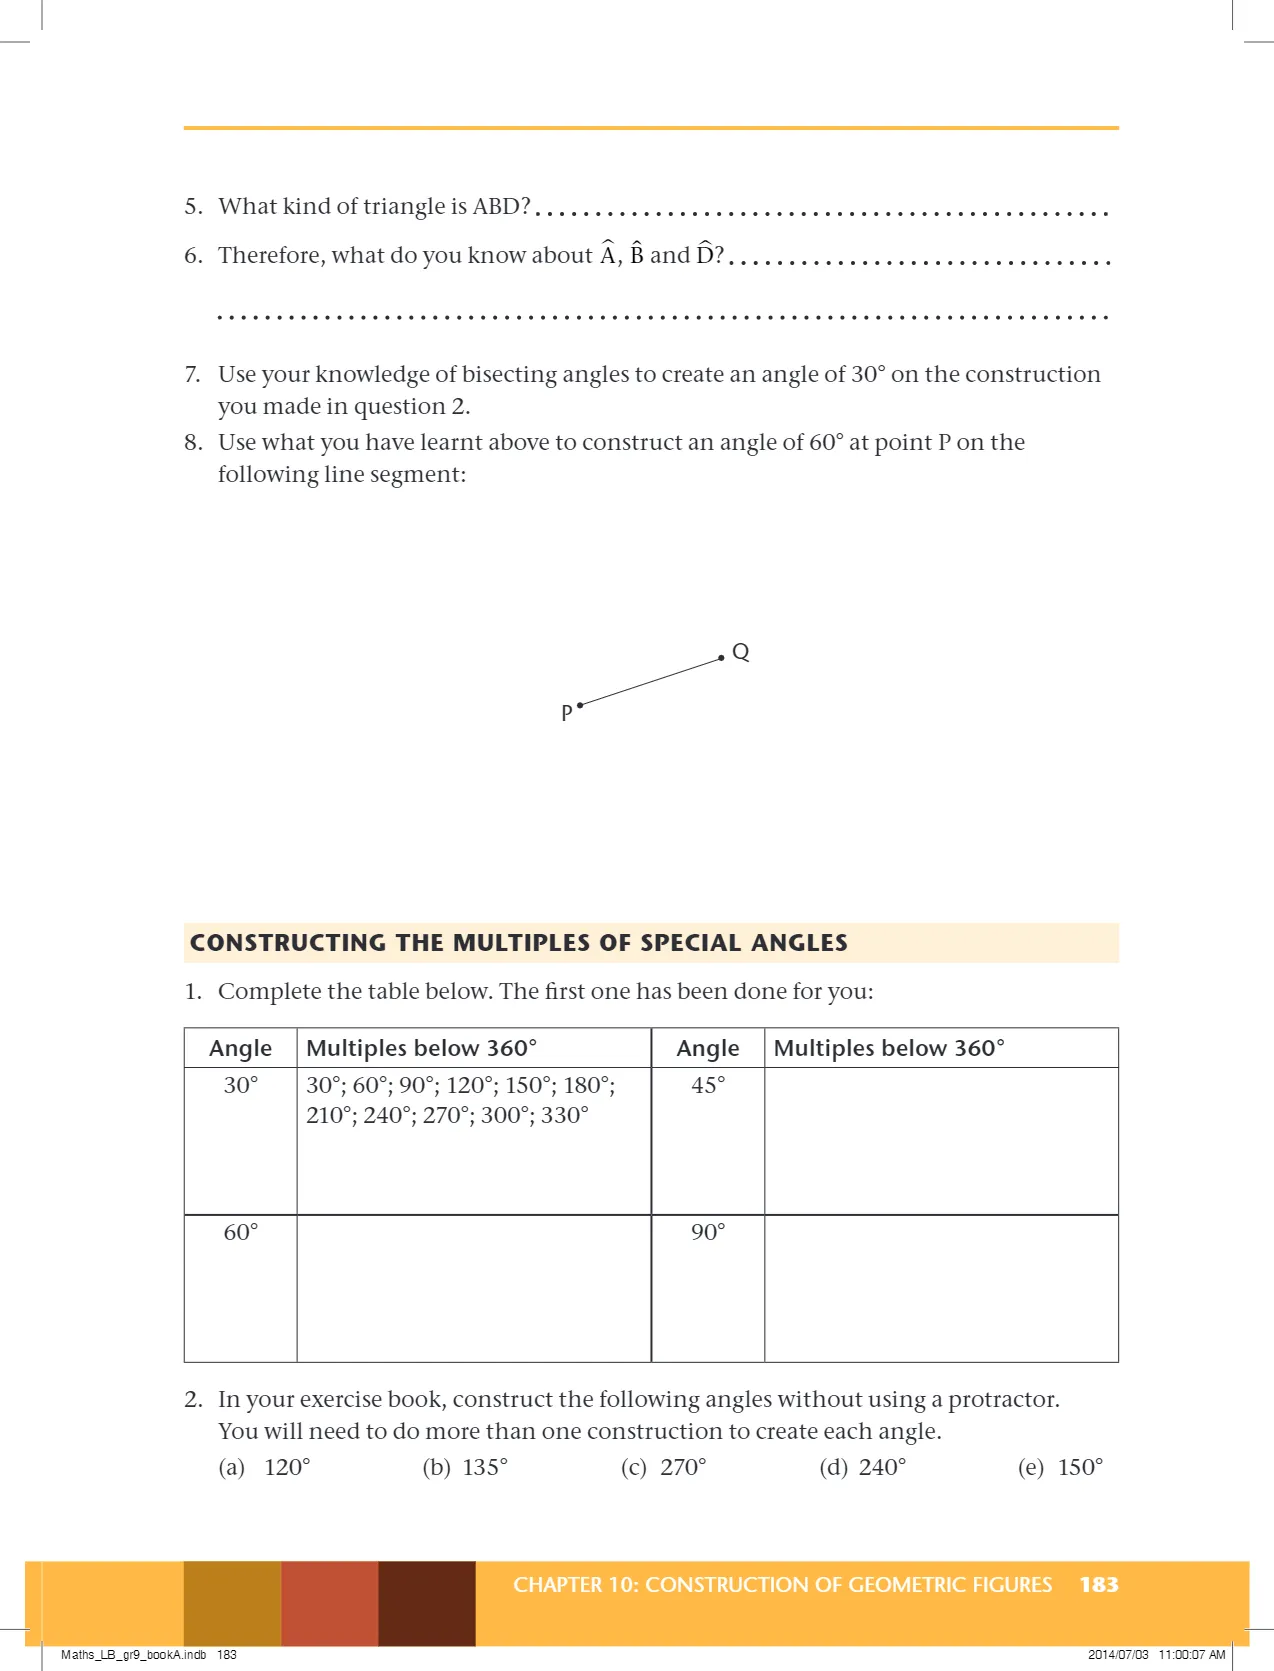 5. What kind of triangle is ABD?................................................
6. Therefore, what do you know about Â, B̂ and D̂?................................
...........................................................................
7. Use your knowledge of bisecting angles to create an angle of 30° on the construction
you made in question 2.
8. Use what you have learnt above to construct an angle of 60° at point P on the
following line segment:
Q
P
CONSTRUCTING THE MULTIPLES OF SPECIAL ANGLES
1. Complete the table below. The first one has been done for you:
Angle Multiples below 360° Angle Multiples below 360°
30° 30°; 60°; 90°; 120°; 150°; 180°; 45°
210°; 240°; 270°; 300°; 330°
60° 90°
2. In your exercise book, construct the following angles without using a protractor.
You will need to do more than one construction to create each angle.
(a) 120° (b) 135° (c) 270° (d) 240° (e) 150°
CHAPTER 10: CONSTRUCTION OF GEOMETRIC FIGURES 183
Maths_LB_gr9_bookA.indb 183 2014/07/03 11:00:07 AM